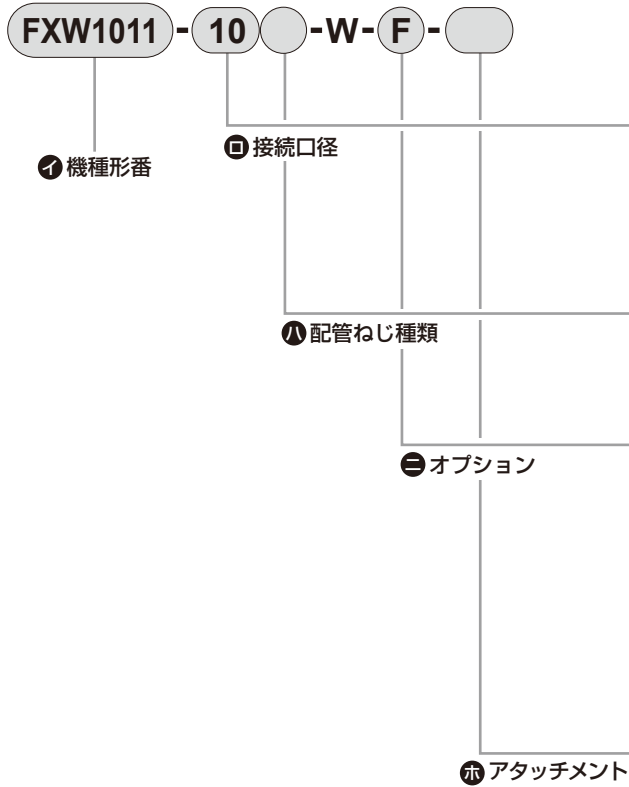 FXW1011-10 -W-F-
ロ 接続口径
イ 機種形番
ハ 配管ねじ種類
ニ オプション
ホ アタッチメント